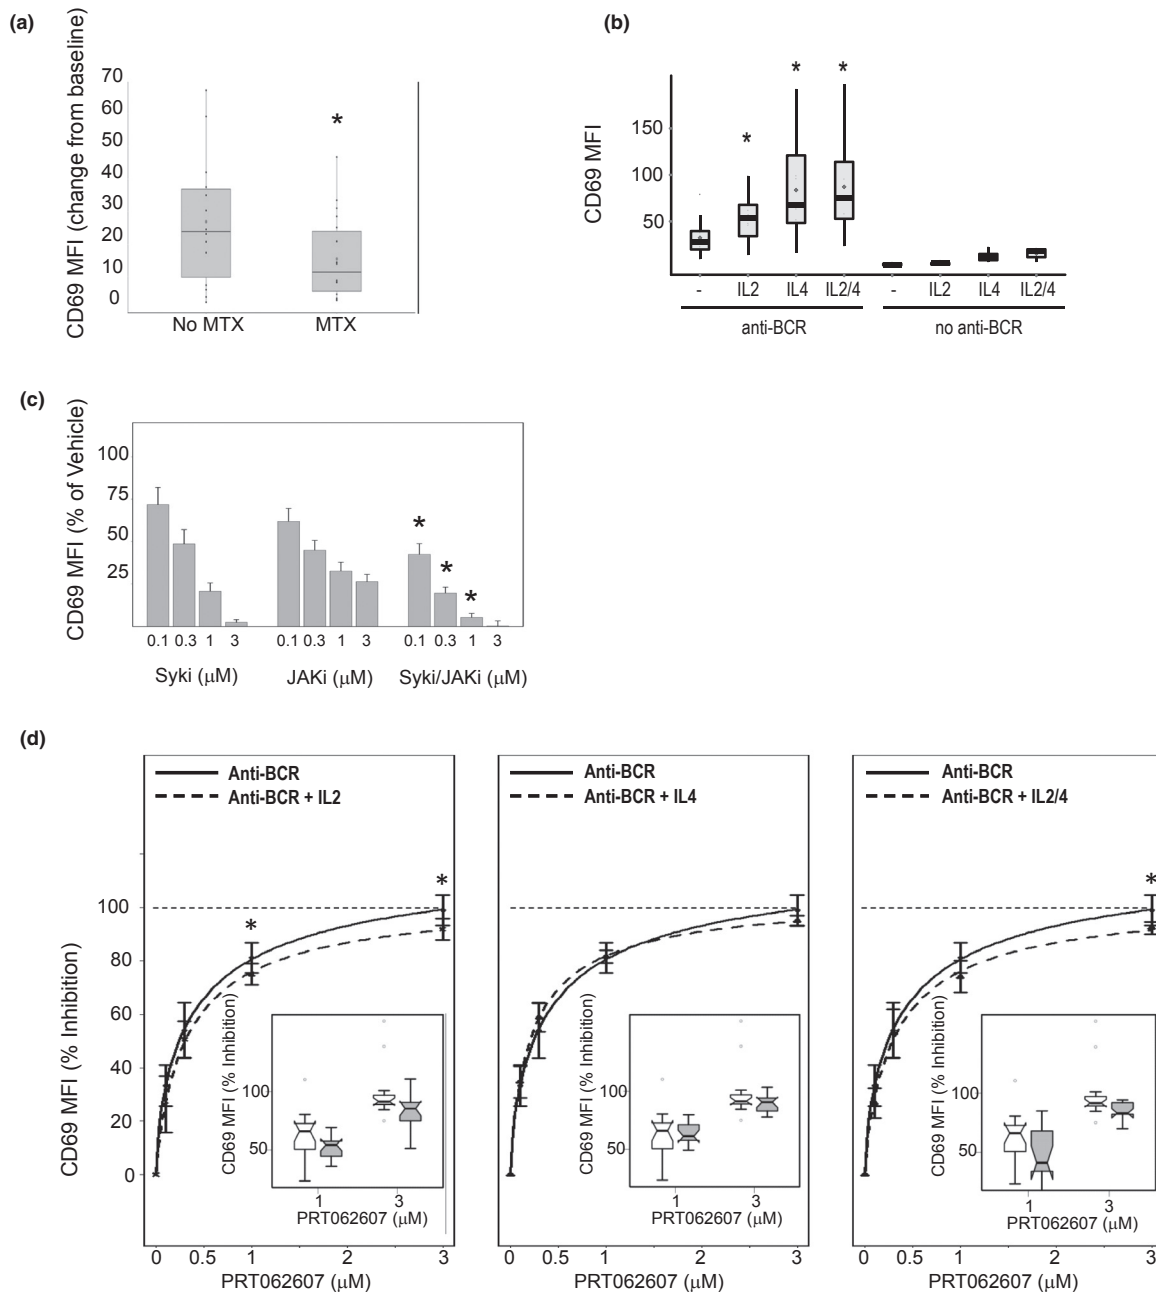 (a)
CD69 MFI (change from baseline)
70
60
50
40
30
20
10
0
No MTX
MTX
*
(b)
CD69 MFI
150
100
50
* * *
- IL2 IL4 IL2/4 - IL2 IL4 IL2/4
anti-BCR no anti-BCR
(c)
CD69 MFI (% of Vehicle)
100
75
50
25
* * *
0.1 0.3 1 3 0.1 0.3 1 3 0.1 0.3 1 3
Syki (μM) JAKi (μM) Syki/JAKi (μM)
(d)
CD69 MFI (% Inhibition)
100
80
60
40
20
0
Anti-BCR
Anti-BCR + IL2
* *
CD69 MFI (% Inhibition)
100
50
1 3
PRT062607 (μM)
0 0.5 1 2 3
PRT062607 (μM)
Anti-BCR
Anti-BCR + IL4
CD69 MFI (% Inhibition)
100
50
1 3
PRT062607 (μM)
0 0.5 1 2 3
PRT062607 (μM)
Anti-BCR
Anti-BCR + IL2/4
*
CD69 MFI (% Inhibition)
100
50
1 3
PRT062607 (μM)
0 0.5 1 2 3
PRT062607 (μM)